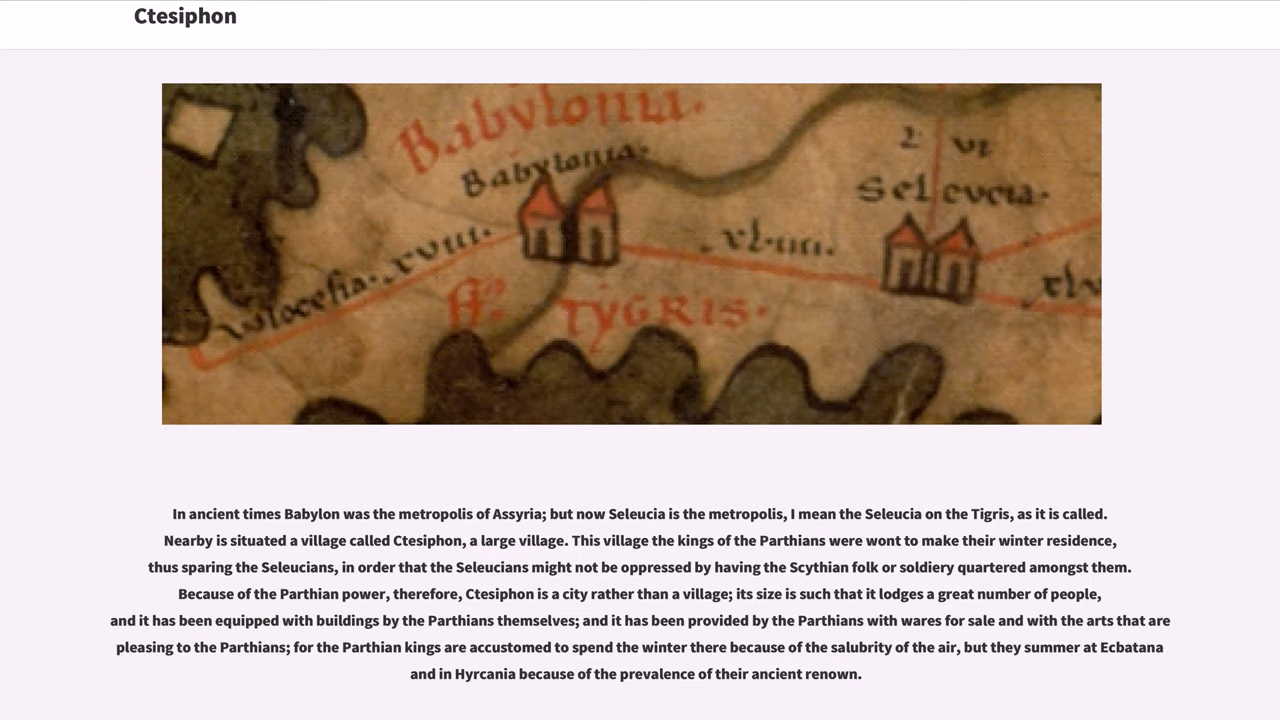 Ctesiphon
Babylonia.
Babylonia.
Selevcia.
xviii.
TYGRIS.
In ancient times Babylon was the metropolis of Assyria; but now Seleucia is the metropolis, I mean the Seleucia on the Tigris, as it is called.
Nearby is situated a village called Ctesiphon, a large village. This village the kings of the Parthians were wont to make their winter residence,
thus sparing the Seleucians, in order that the Seleucians might not be oppressed by having the Scythian folk or soldiery quartered amongst them.
Because of the Parthian power, therefore, Ctesiphon is a city rather than a village; its size is such that it lodges a great number of people,
and it has been equipped with buildings by the Parthians themselves; and it has been provided by the Parthians with wares for sale and with the arts that are
pleasing to the Parthians; for the Parthian kings are accustomed to spend the winter there because of the salubrity of the air, but they summer at Ecbatana
and in Hyrcania because of the prevalence of their ancient renown.